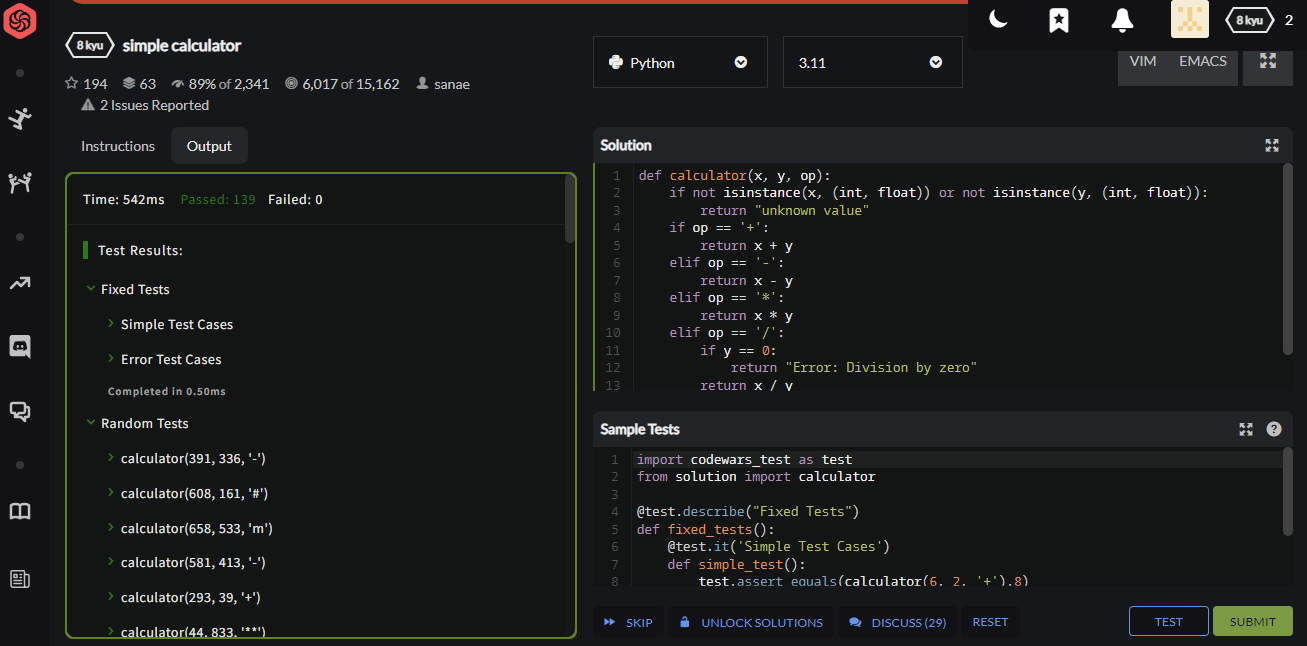 8 kyu simple calculator
194 63 89% of 2,341 6,017 of 15,162 sanae
2 Issues Reported
Python
3.11
8 kyu 2
VIM EMACS
Instructions Output
Time: 542ms Passed: 139 Failed: 0
Test Results:
Fixed Tests
Simple Test Cases
Error Test Cases
Completed in 0.50ms
Random Tests
calculator(391, 336, '-')
calculator(608, 161, '#')
calculator(658, 533, 'm')
calculator(581, 413, '-')
calculator(293, 39, '+')
calculator(44, 833, '**')
Solution
1 def calculator(x, y, op):
2     if not isinstance(x, (int, float)) or not isinstance(y, (int, float)):
3         return "unknown value"
4     if op == '+':
5         return x + y
6     elif op == '-':
7         return x - y
8     elif op == '*':
9         return x * y
10     elif op == '/':
11         if y == 0:
12             return "Error: Division by zero"
13         return x / y
Sample Tests
?
1 import codewars_test as test
2 from solution import calculator
3
4 @test.describe("Fixed Tests")
5 def fixed_tests():
6     @test.it('Simple Test Cases')
7     def simple_test():
8         test.assert_equals(calculator(6, 2, '+'),8)
SKIP UNLOCK SOLUTIONS DISCUSS (29) RESET TEST SUBMIT